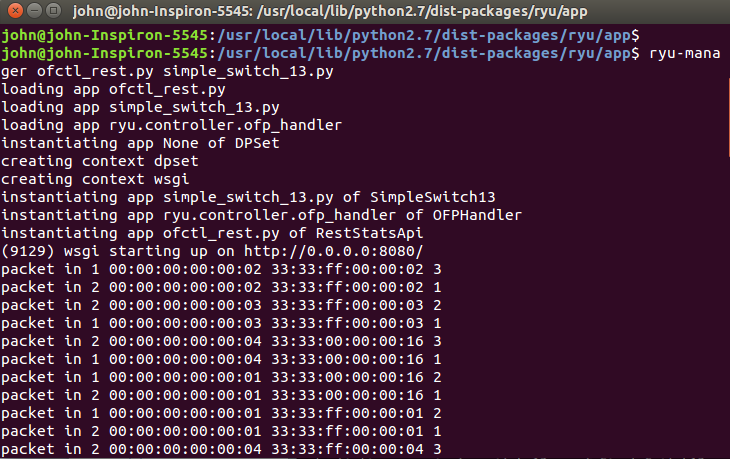 john@john-Inspiron-5545: /usr/local/lib/python2.7/dist-packages/ryu/app
john@john-Inspiron-5545:/usr/local/lib/python2.7/dist-packages/ryu/app$
john@john-Inspiron-5545:/usr/local/lib/python2.7/dist-packages/ryu/app$ ryu-mana
ger ofctl_rest.py simple_switch_13.py
loading app ofctl_rest.py
loading app simple_switch_13.py
loading app ryu.controller.ofp_handler
instantiating app None of DPSet
creating context dpset
creating context wsgi
instantiating app simple_switch_13.py of SimpleSwitch13
instantiating app ryu.controller.ofp_handler of OFPHandler
instantiating app ofctl_rest.py of RestStatsApi
(9129) wsgi starting up on http://0.0.0.0:8080/
packet in 1 00:00:00:00:00:02 33:33:ff:00:00:02 3
packet in 2 00:00:00:00:00:02 33:33:ff:00:00:02 1
packet in 2 00:00:00:00:00:03 33:33:ff:00:00:03 2
packet in 1 00:00:00:00:00:03 33:33:ff:00:00:03 1
packet in 2 00:00:00:00:00:04 33:33:00:00:00:16 3
packet in 1 00:00:00:00:00:04 33:33:00:00:00:16 1
packet in 1 00:00:00:00:00:01 33:33:00:00:00:16 2
packet in 2 00:00:00:00:00:01 33:33:00:00:00:16 1
packet in 1 00:00:00:00:00:01 33:33:ff:00:00:01 2
packet in 2 00:00:00:00:00:01 33:33:ff:00:00:01 1
packet in 2 00:00:00:00:00:04 33:33:ff:00:00:04 3